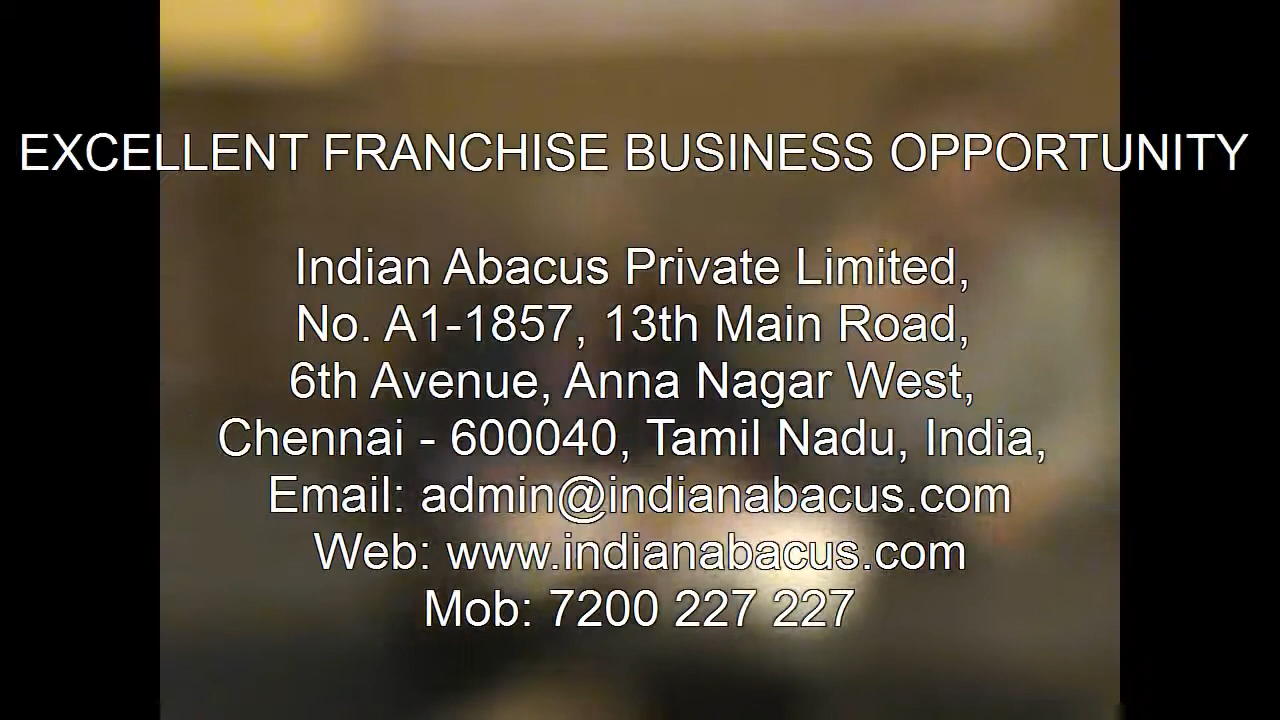 EXCELLENT FRANCHISE BUSINESS OPPORTUNITY
Indian Abacus Private Limited,
No. A1-1857, 13th Main Road,
6th Avenue, Anna Nagar West,
Chennai - 600040, Tamil Nadu, India,
Email: admin@indianabacus.com
Web: www.indianabacus.com
Mob: 7200 227 227